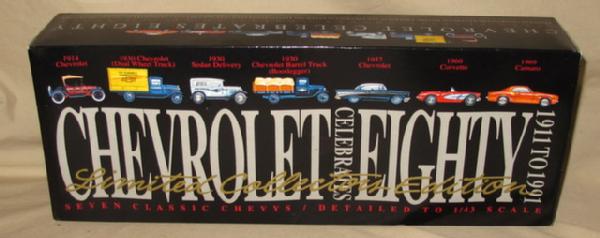 CHEVROLET CELEBRATES EIGHTY
1914
Chevrolet
1930 Chevrolet
(Dual Wheel Truck)
1930
Sedan Delivery
1930
Chevrolet Barrel Truck
(Bootlegger)
1957
Chevrolet
1960
Corvette
1969
Camaro
CHEVROLET
CELEBRATES
EIGHTY
1911 TO 1991
Limited Collectors Edition
SEVEN CLASSIC CHEVYS / DETAILED TO 1/43 SCALE